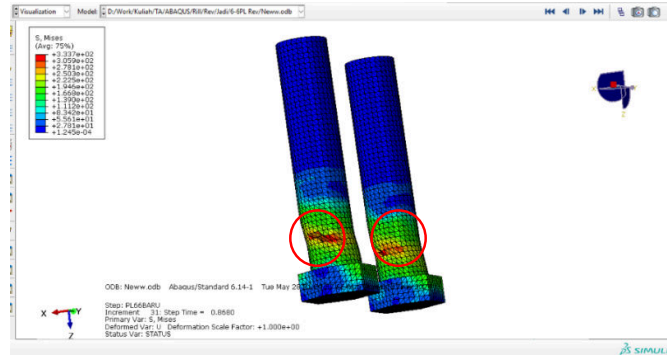 Visualization Model: D:/Work/Kuliah/TA/ABAQUS/Rill/Rev/Jadi/6-6PL Rev/Neww.odb
S, Mises
(Avg: 75%)
+3.337e+02
+3.059e+02
+2.781e+02
+2.503e+02
+2.225e+02
+1.946e+02
+1.668e+02
+1.390e+02
+1.112e+02
+8.342e+01
+5.561e+01
+2.781e+01
+1.245e-04
X
Z
ODB: Neww.odb Abaqus/Standard 6.14-1 Tue May 2
Step: PL66BARU
Increment 31: Step Time = 0.8680
Primary Var: S, Mises
Deformed Var: U Deformation Scale Factor: +1.000e+00
Status Var: STATUS
X Y
Z
SIMUL